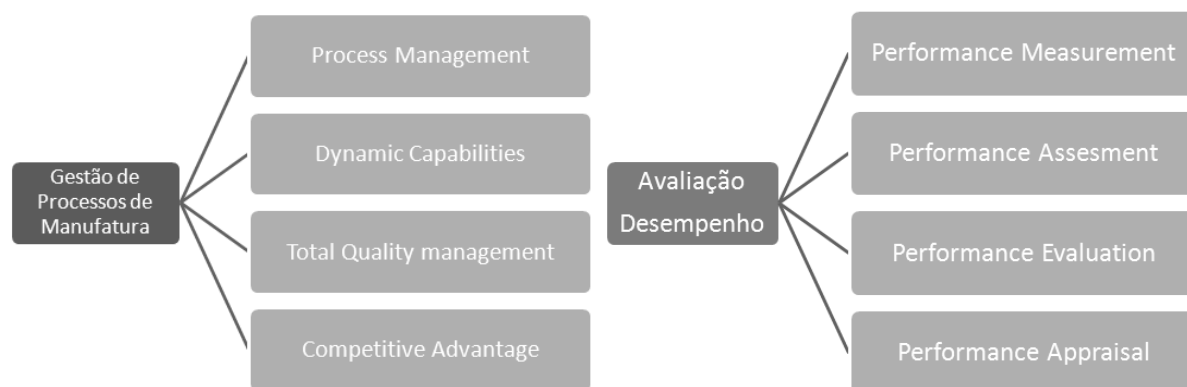 Gestão de
Processos de
Manufatura
Process Management
Dynamic Capabilities
Total Quality management
Competitive Advantage
Avaliação
Desempenho
Performance Measurement
Performance Assesment
Performance Evaluation
Performance Appraisal